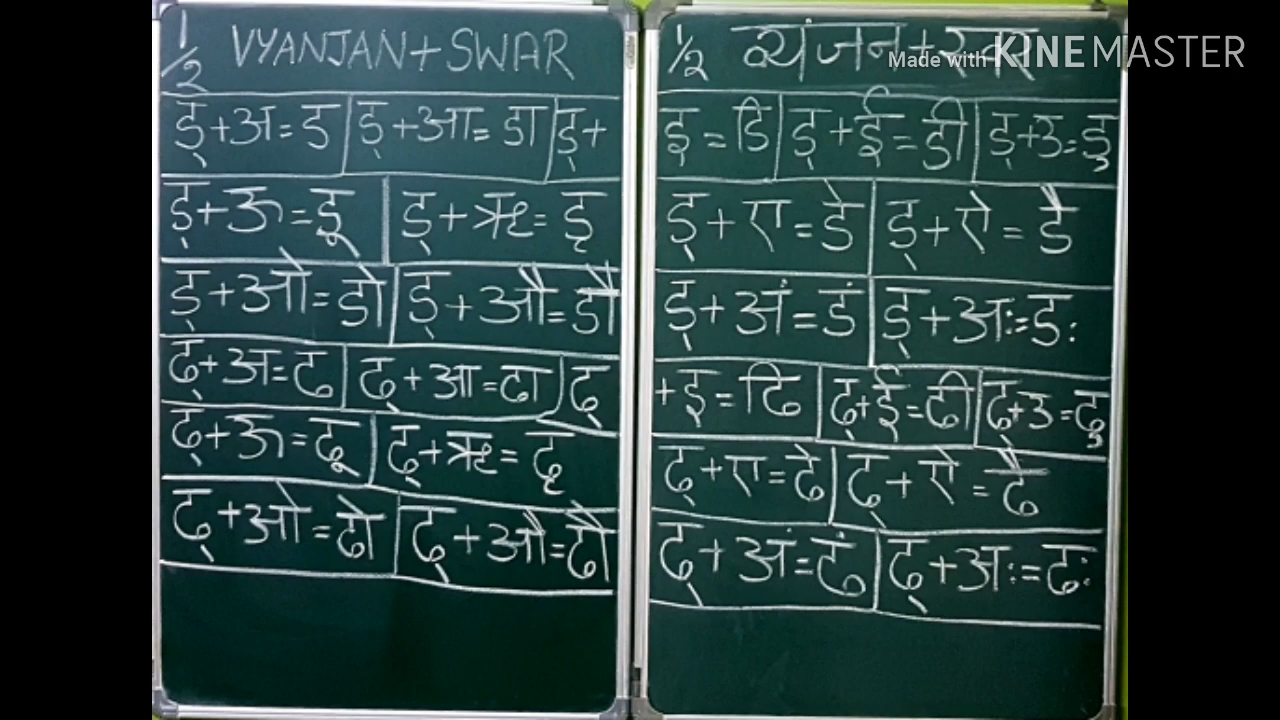 1/2 VYANJAN+SWAR 1/2 व्यंजन+स्वर
Made with KINEMASTER
ड्+अ=ड ड्+आ=डा ड्+ इ=डि ड्+ई=डी ड्+उ=डु
ड्+ऊ=डू ड्+ऋ=डृ ड्+ए=डे ड्+ऐ=डै
ड्+ओ=डो ड्+औ=डौ ड्+अं=डं ड्+अः=डः
ढ्+अ=ढ ढ्+आ=ढा ढ् +इ=ढि ढ्+ई=ढी ढ्+उ=ढु
ढ्+ऊ=ढू ढ्+ऋ=ढृ ढ्+ए=ढे ढ्+ऐ=ढै
ढ्+ओ=ढो ढ्+औ=ढौ ढ्+अं=ढं ढ्+अः=ढः